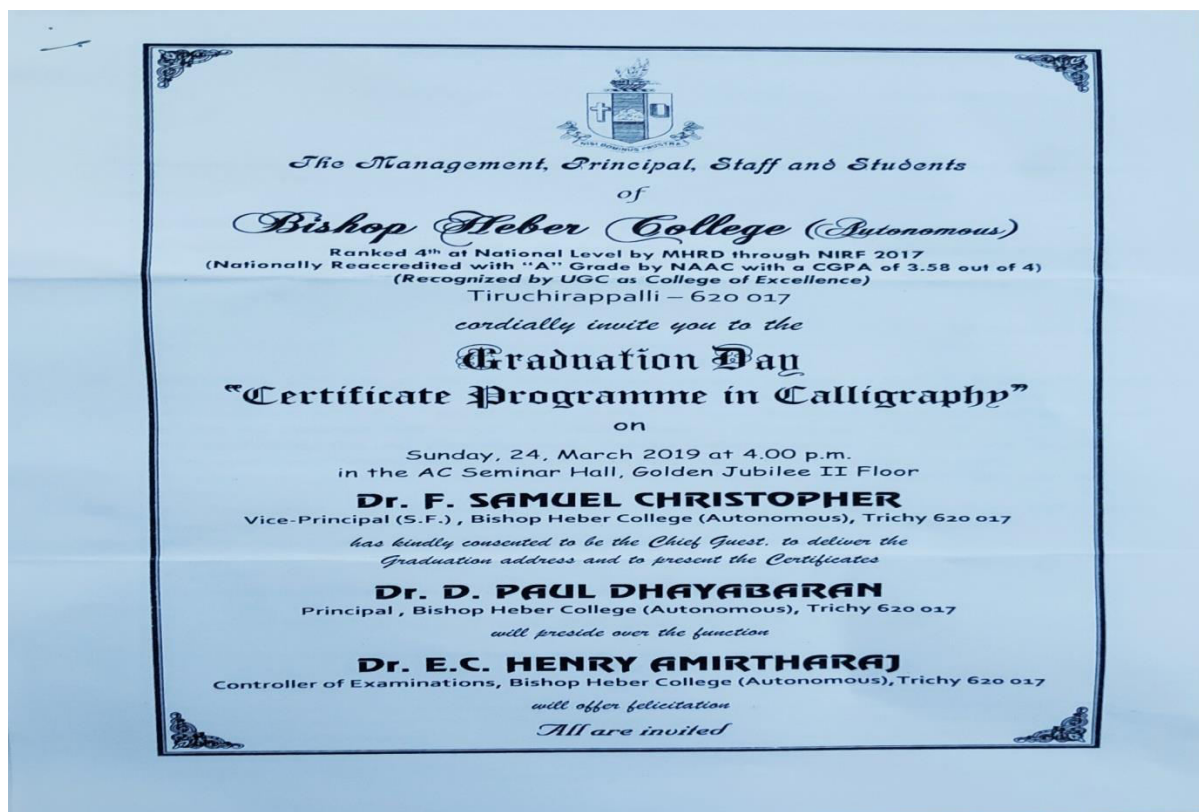 NISI DOMINUS FRUSTRA
The Management, Principal, Staff and Students
of
Bishop Heber College (Autonomous)
Ranked 4th at National Level by MHRD through NIRF 2017
(Nationally Reaccredited with "A" Grade by NAAC with a CGPA of 3.58 out of 4)
(Recognized by UGC as College of Excellence)
Tiruchirappalli – 620 017
cordially invite you to the
Graduation Day
"Certificate Programme in Calligraphy"
on
Sunday, 24, March 2019 at 4.00 p.m.
in the AC Seminar Hall, Golden Jubilee II Floor
Dr. F. SAMUEL CHRISTOPHER
Vice-Principal (S.F.) , Bishop Heber College (Autonomous), Trichy 620 017
has kindly consented to be the Chief Guest. to deliver the
Graduation address and to present the Certificates
Dr. D. PAUL DHAYABARAN
Principal , Bishop Heber College (Autonomous), Trichy 620 017
will preside over the function
Dr. E.C. HENRY AMIRTHARAJ
Controller of Examinations, Bishop Heber College (Autonomous), Trichy 620 017
will offer felicitation
All are invited